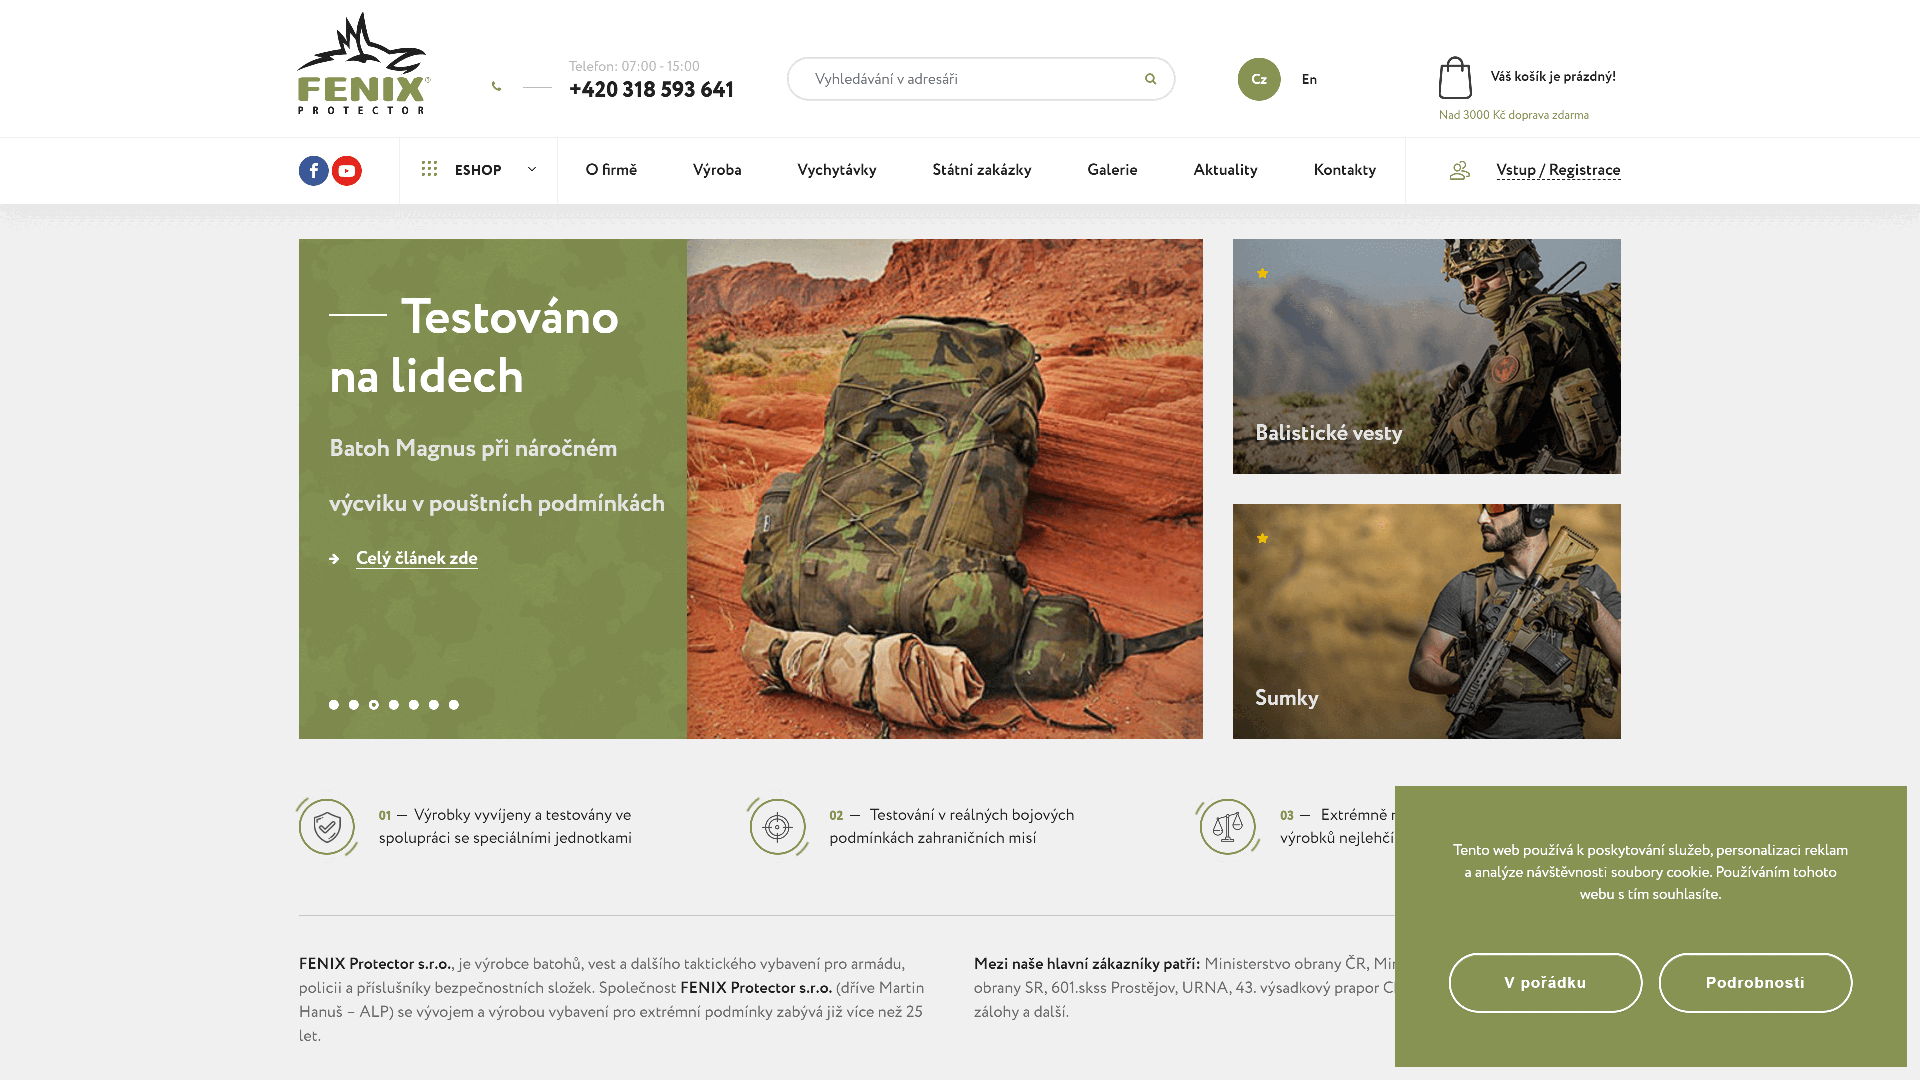 FENIX®
PROTECTOR
Telefon: 07:00 - 15:00
+420 318 593 641
Vyhledávání v adresáři
Cz
En
Váš košík je prázdný!
Nad 3000 Kč doprava zdarma
ESHOP
O firmě
Výroba
Vychytávky
Státní zakázky
Galerie
Aktuality
Kontakty
Vstup / Registrace
Testováno
na lidech
Batoh Magnus při náročném
výcviku v pouštních podmínkách
Celý článek zde
Balistické vesty
Sumky
01 — Výrobky vyvíjeny a testovány ve
spolupráci se speciálními jednotkami
02 — Testování v reálných bojových
podmínkách zahraničních misí
03 — Extrémně
výrobků nejlehčí
FENIX Protector s.r.o., je výrobce batohů, vest a dalšího taktického vybavení pro armádu,
policii a příslušníky bezpečnostních složek. Společnost FENIX Protector s.r.o. (dříve Martin
Hanuš – ALP) se vývojem a výrobou vybavení pro extrémní podmínky zabývá již více než 25
let.
Mezi naše hlavní zákazníky patří: Ministerstvo obrany ČR,
obrany SR, 601.skss Prostějov, URNA, 43. výsadkový prapor
zálohy a další.
Tento web používá k poskytování služeb, personalizaci reklam
a analýze návštěvnosti soubory cookie. Používáním tohoto
webu s tím souhlasíte.
V pořádku
Podrobnosti